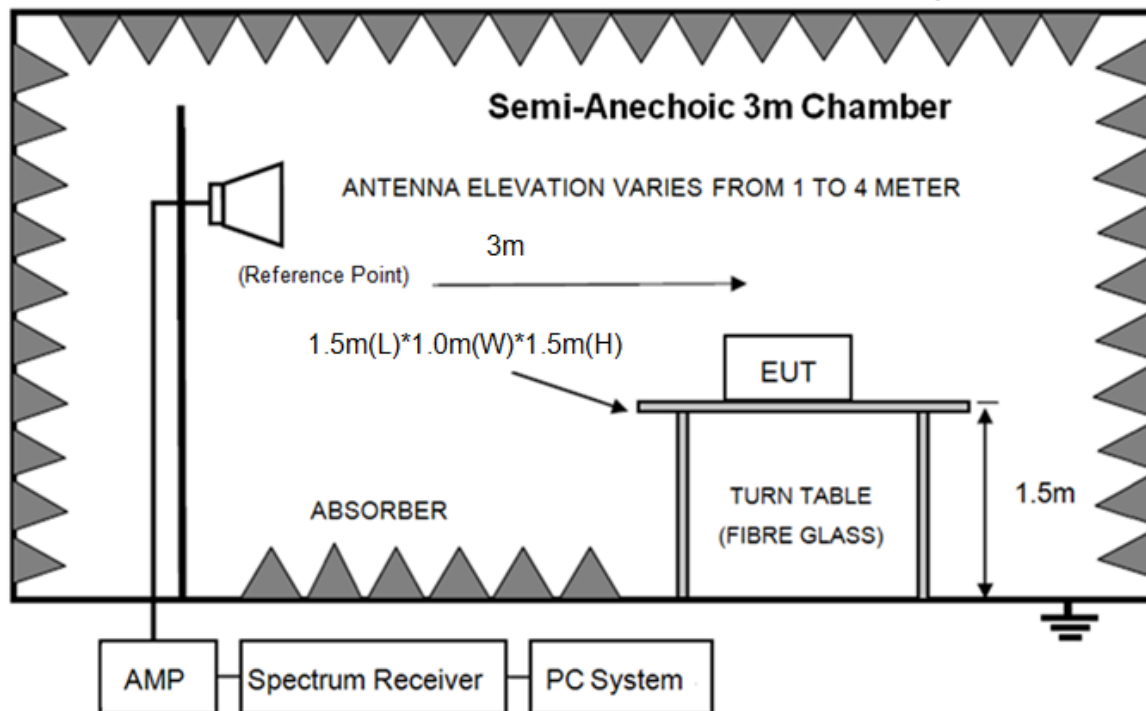 Semi-Anechoic 3m Chamber
ANTENNA ELEVATION VARIES FROM 1 TO 4 METER
3m
(Reference Point)
1.5m(L)*1.0m(W)*1.5m(H)
EUT
ABSORBER
TURN TABLE
(FIBRE GLASS)
1.5m
AMP
Spectrum Receiver
PC System